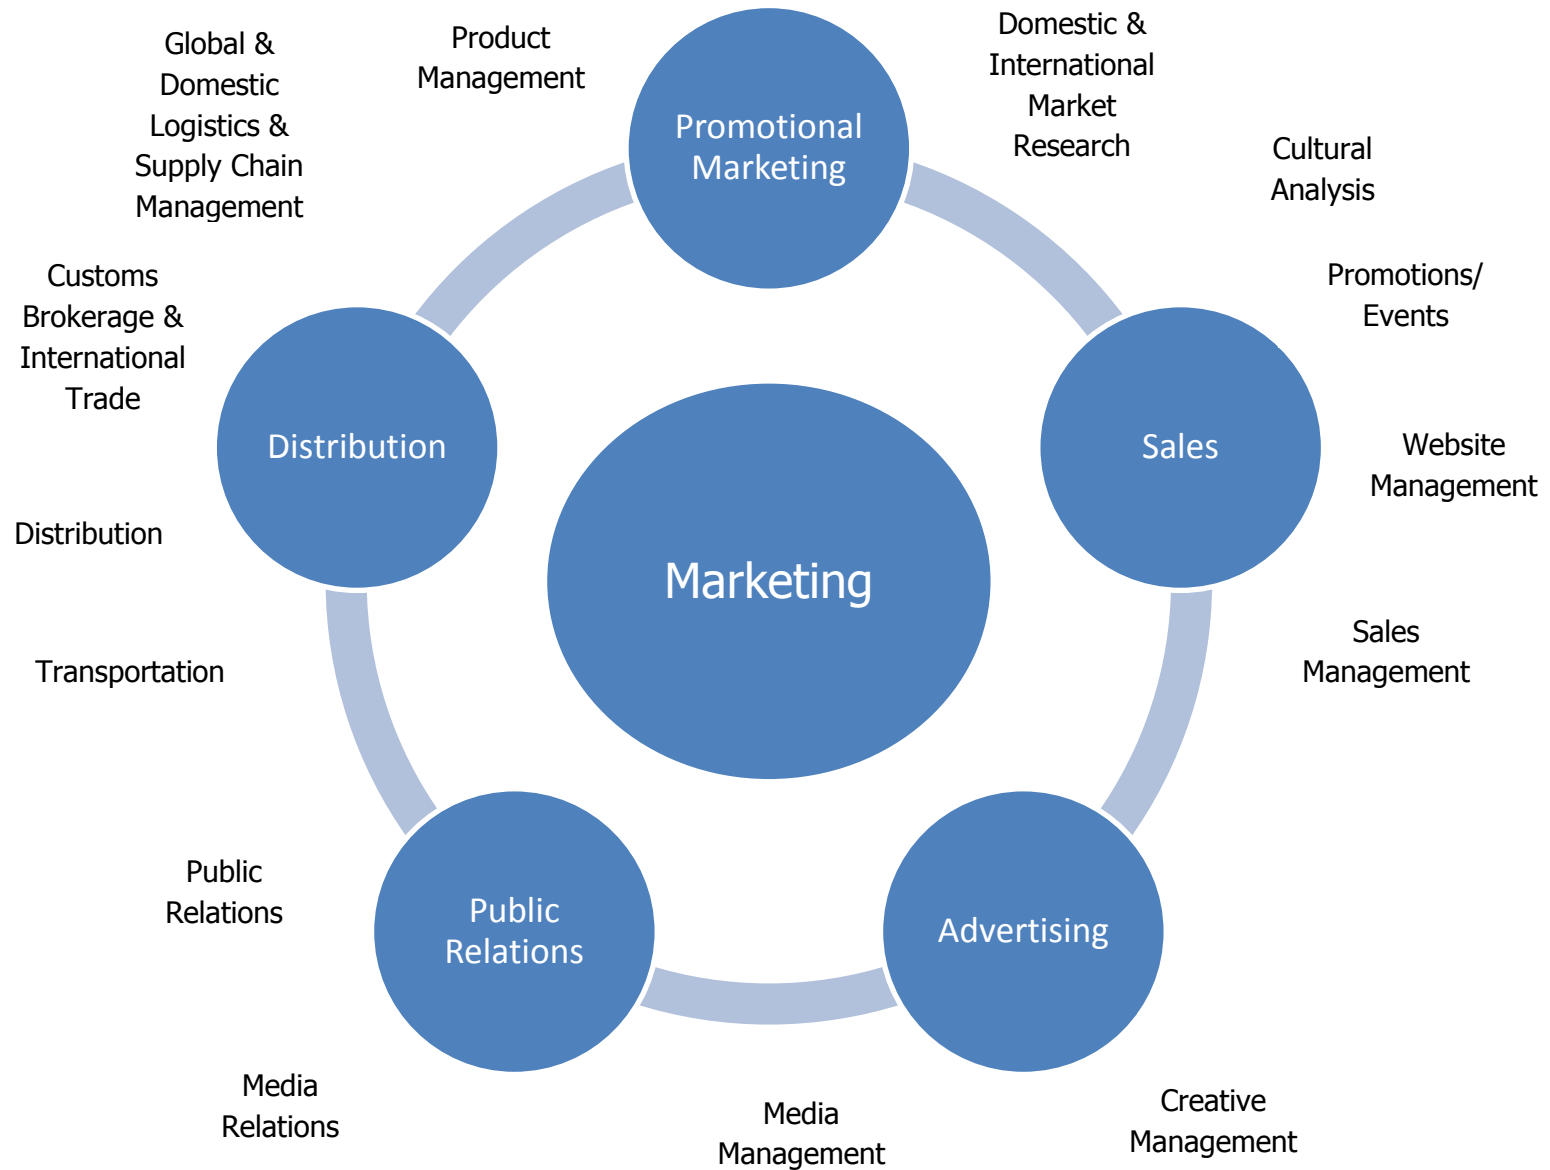 Global &
Domestic
Logistics &
Supply Chain
Management
Product
Management
Promotional
Marketing
Domestic &
International
Market
Research
Cultural
Analysis
Customs
Brokerage &
International
Trade
Promotions/
Events
Distribution
Sales
Website
Management
Distribution
Marketing
Transportation
Sales
Management
Public
Relations
Public
Relations
Advertising
Media
Relations
Media
Management
Creative
Management